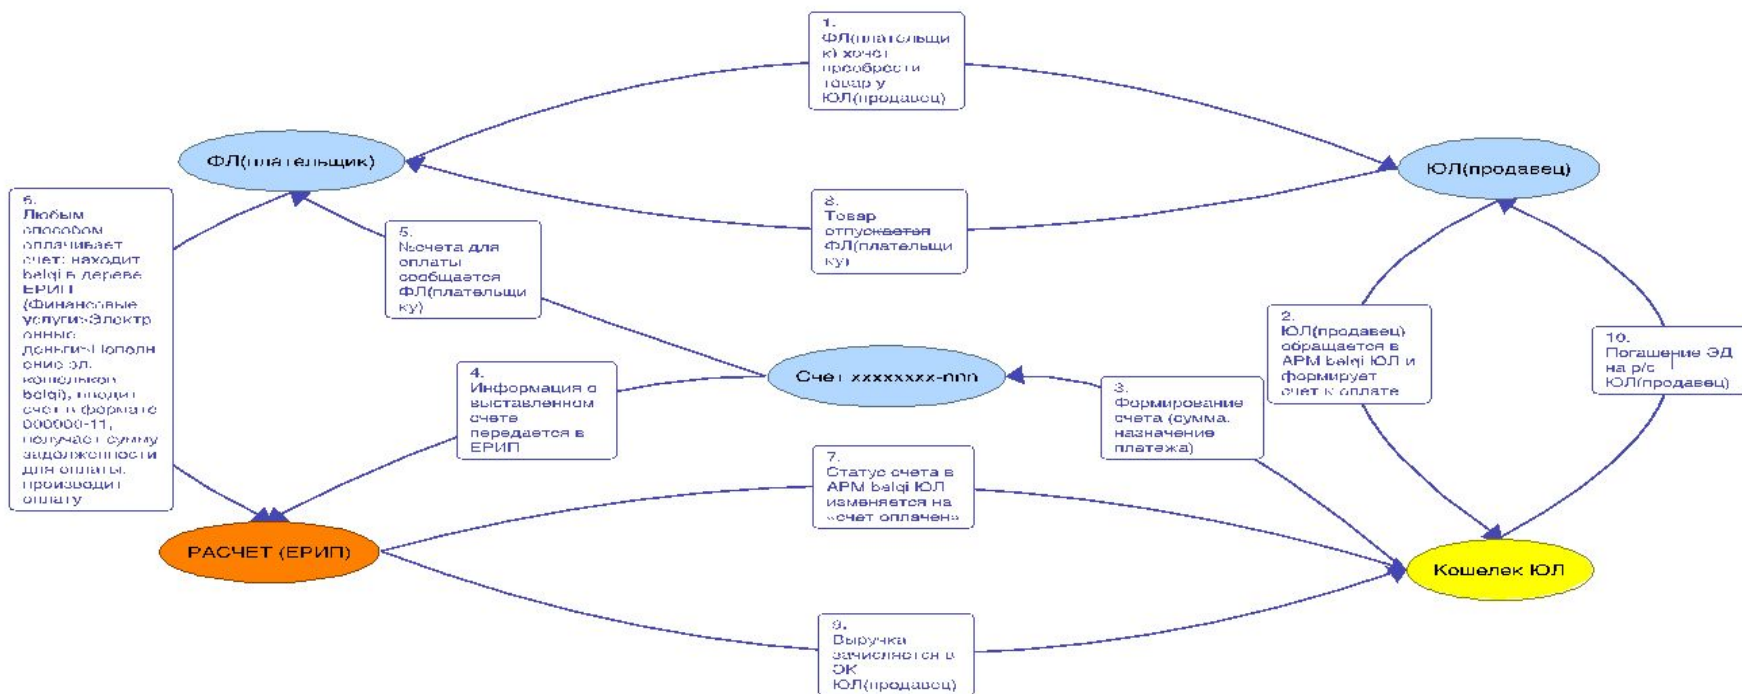 1.
ФЛ(плательщи
к) хочет
преобрести
товар у
ЮЛ(продавец)
ФЛ(плательщик)
ЮЛ(продавец)
6.
Любым
способом
оплачивает
счет: находит
belqi в дереве
ЕРИП
(Финансовые
услуги>Электр
онные
деньги>Пополн
ение эл.
кошельков
belqi), вводит
счет в формате
000000-11,
получает сумму
задолженности
для оплаты,
производит
оплату
8.
Товар
отпускается
ФЛ(плательщи
ку)
5.
№счета для
оплаты
сообщается
ФЛ(плательщи
ку)
2.
ЮЛ(продавец)
обращается в
АРМ belqi ЮЛ и
формирует
счет к оплате
10.
Погашение ЭД
на р/с
ЮЛ(продавец)
Счет xxxxxxxx-nnn
4.
Информация о
выставленном
счете
передается в
ЕРИП
3.
Формирование
счета (сумма,
назначение
платежа)
7.
Статус счета в
АРМ belqi ЮЛ
изменяется на
«счет оплачен»
РАСЧЕТ (ЕРИП)
Кошелек ЮЛ
9.
Выручка
зачисляется в
ЭК
ЮЛ(продавец)